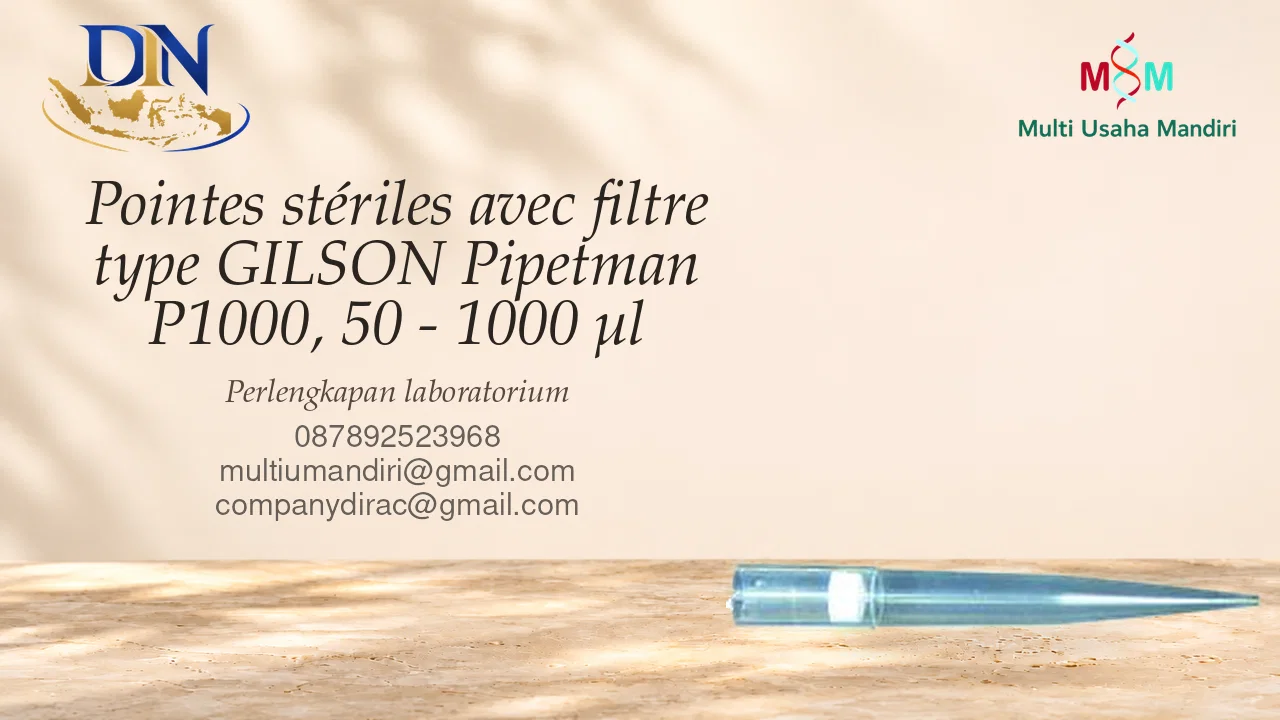 DIN
M M
Multi Usaha Mandiri
Pointes stériles avec filtre
type GILSON Pipetman
P1000, 50 - 1000 µl
Perlengkapan laboratorium
087892523968
multiumandiri@gmail.com
companydirac@gmail.com